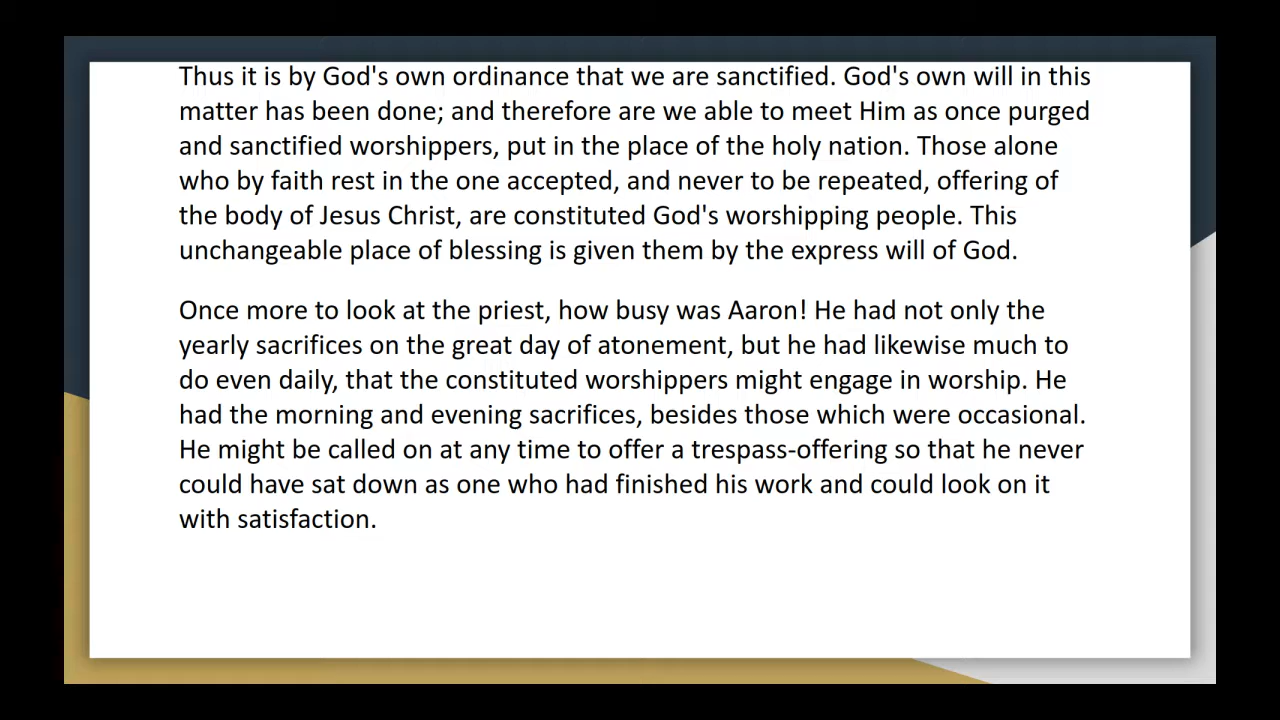 Thus it is by God's own ordinance that we are sanctified. God's own will in this
matter has been done; and therefore are we able to meet Him as once purged
and sanctified worshippers, put in the place of the holy nation. Those alone
who by faith rest in the one accepted, and never to be repeated, offering of
the body of Jesus Christ, are constituted God's worshipping people. This
unchangeable place of blessing is given them by the express will of God.
Once more to look at the priest, how busy was Aaron! He had not only the
yearly sacrifices on the great day of atonement, but he had likewise much to
do even daily, that the constituted worshippers might engage in worship. He
had the morning and evening sacrifices, besides those which were occasional.
He might be called on at any time to offer a trespass-offering so that he never
could have sat down as one who had finished his work and could look on it
with satisfaction.